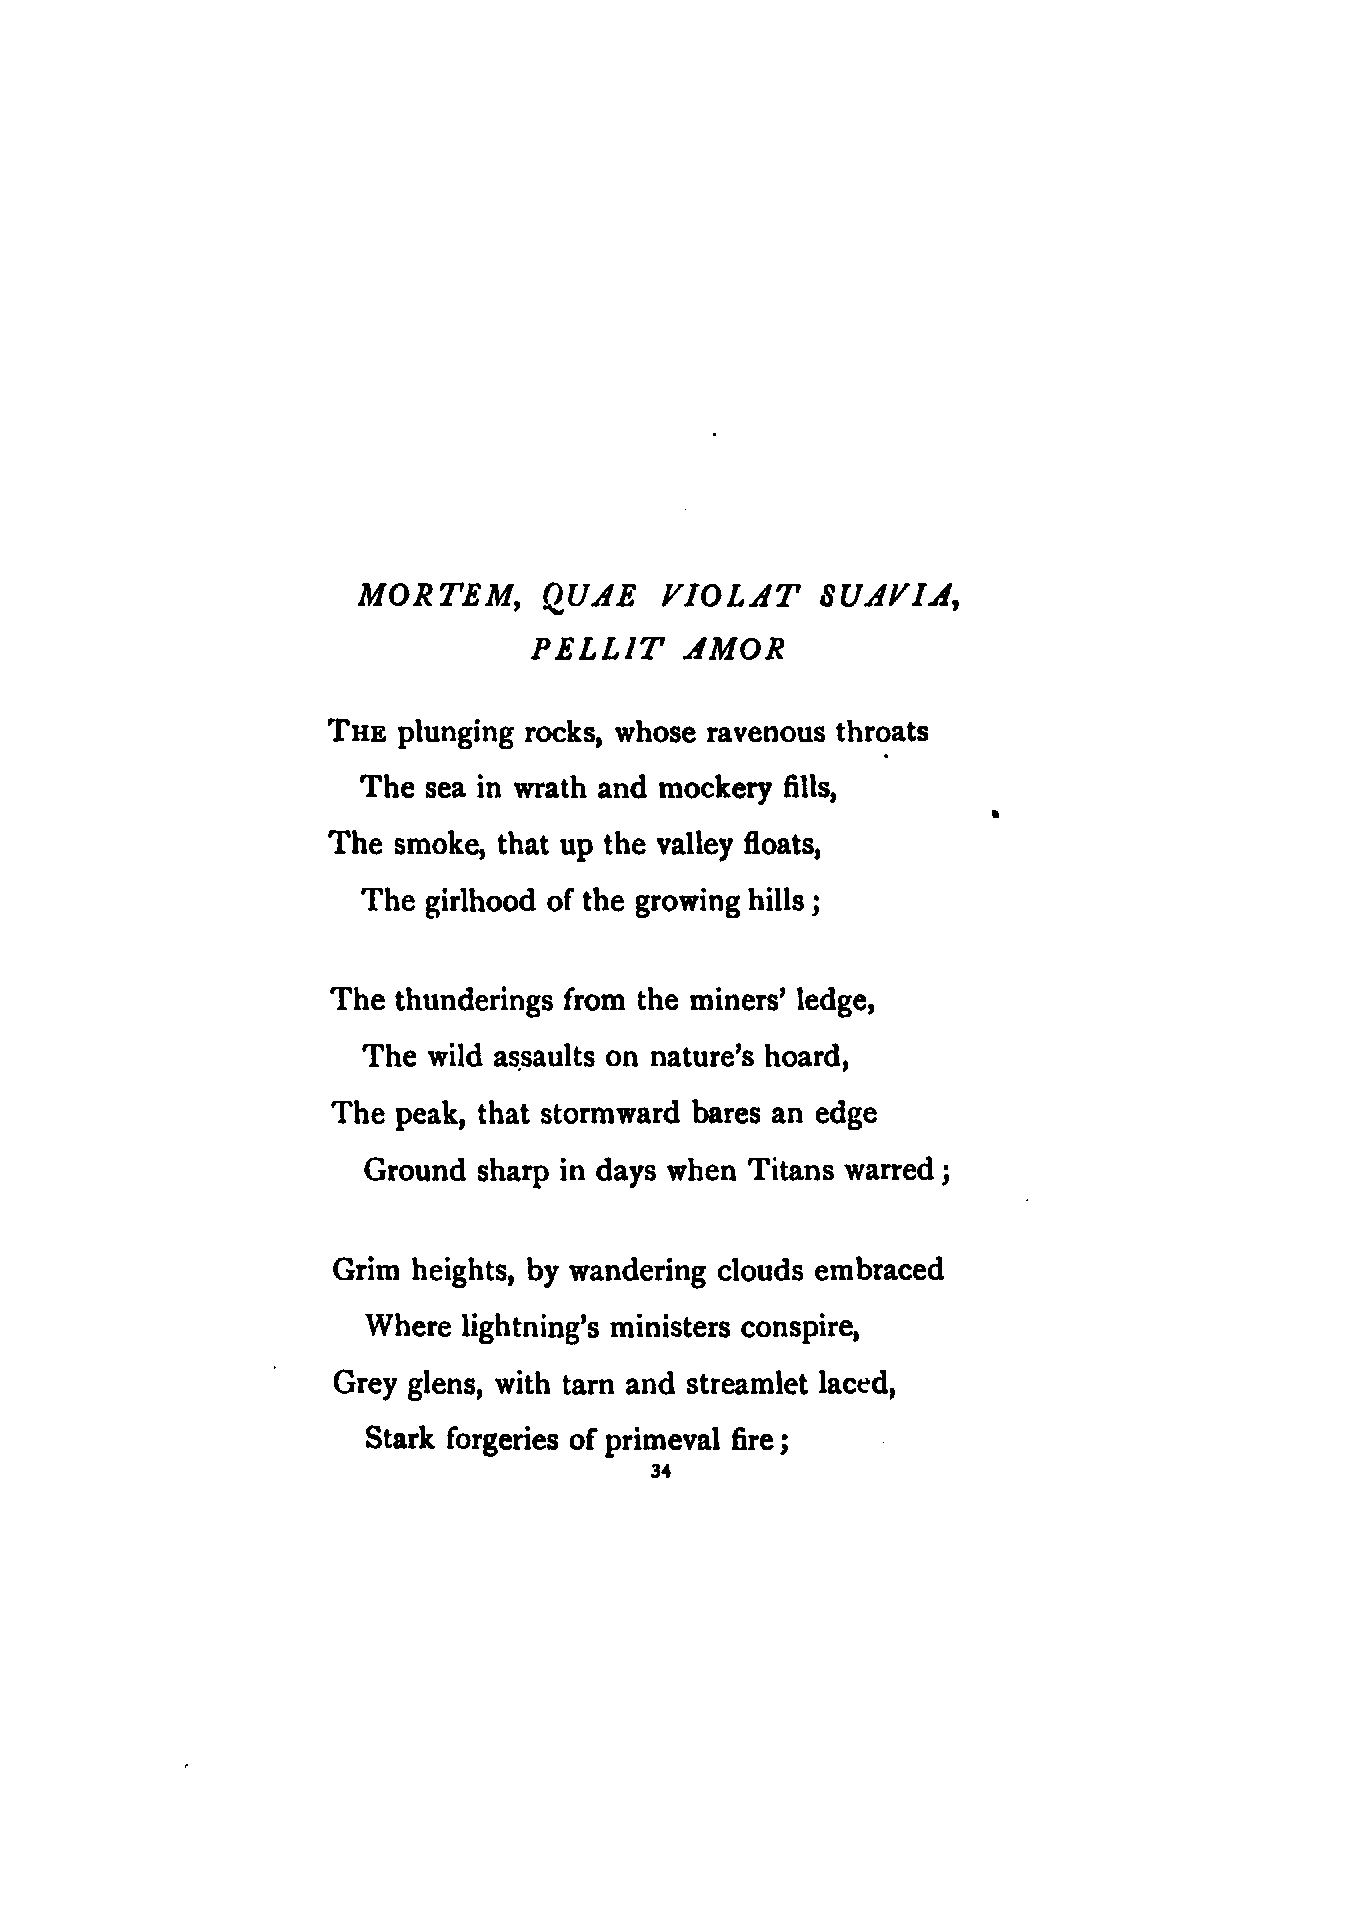 MORTEM, QUAE VIOLAT SUAVIA,
PELLIT AMOR
THE plunging rocks, whose ravenous throats
The sea in wrath and mockery fills,
The smoke, that up the valley floats,
The girlhood of the growing hills ;
The thunderings from the miners' ledge,
The wild assaults on nature's hoard,
The peak, that stormward bares an edge
Ground sharp in days when Titans warred ;
Grim heights, by wandering clouds embraced
Where lightning's ministers conspire,
Grey glens, with tarn and streamlet laced,
Stark forgeries of primeval fire ;
34